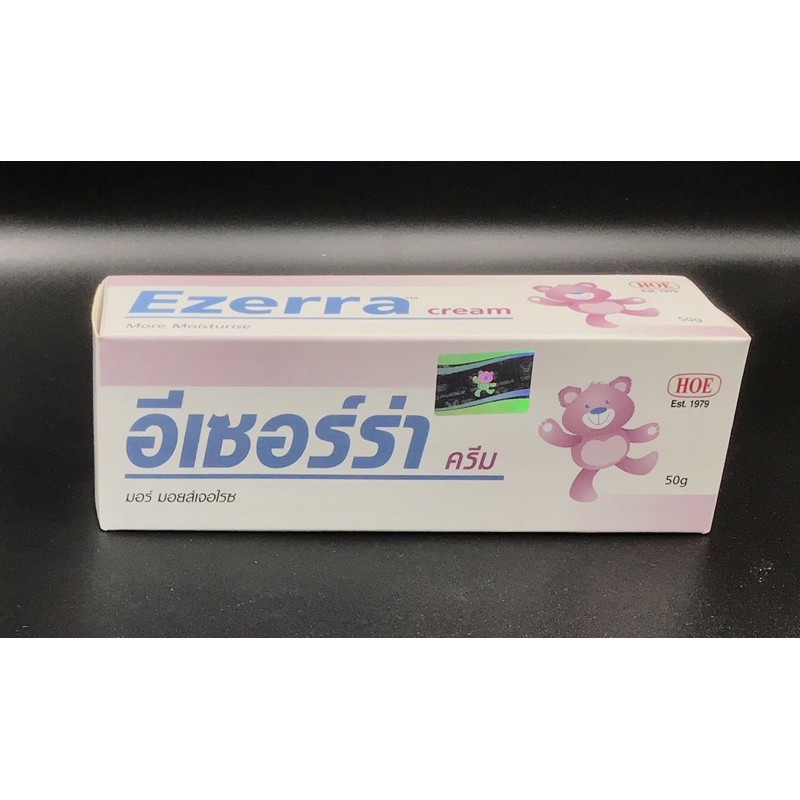 Ezerra™ cream
More Moisturise
HOE
Est. 1979
50g
อีเซอร์ร่า ครีม
มอร์ มอยส์เจอไรซ
HOE
Est. 1979
50g